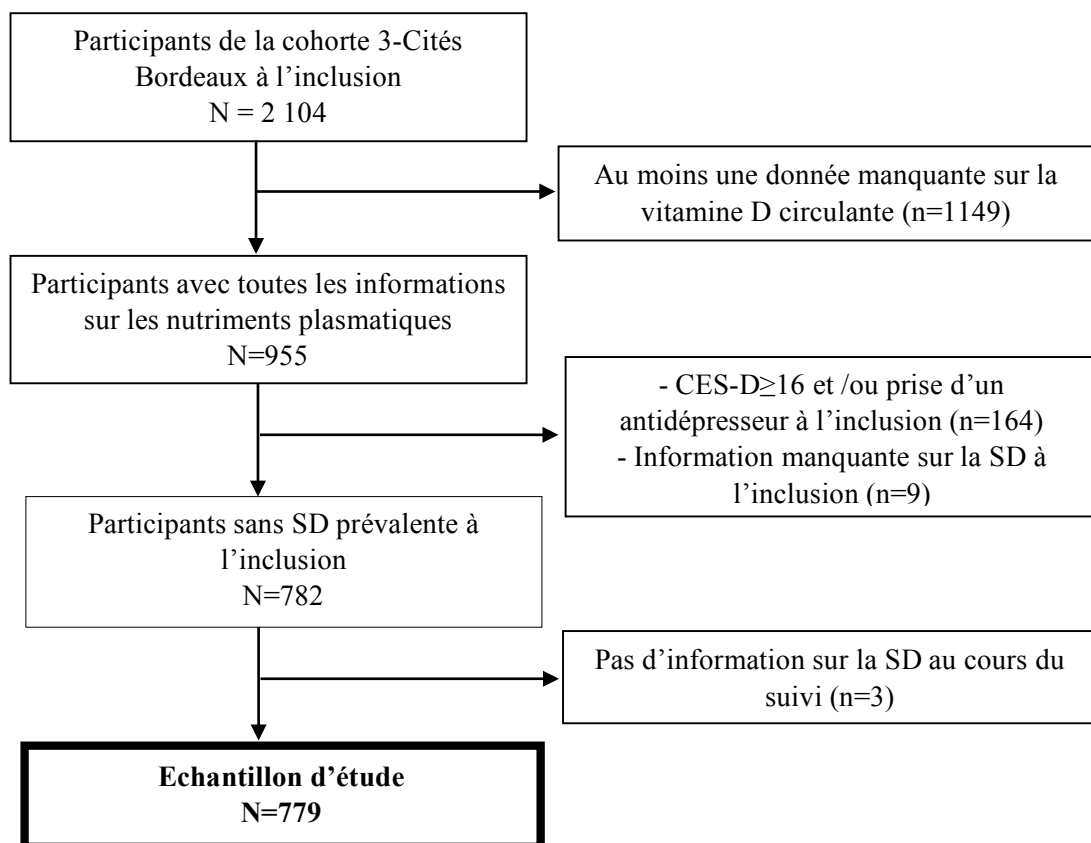 Participants de la cohorte 3-Cités
Bordeaux à l’inclusion
N = 2 104
Au moins une donnée manquante sur la
vitamine D circulante (n=1149)
Participants avec toutes les informations
sur les nutriments plasmatiques
N=955
- CES-D≥16 et /ou prise d’un
antidépresseur à l’inclusion (n=164)
- Information manquante sur la SD à
l’inclusion (n=9)
Participants sans SD prévalente à
l’inclusion
N=782
Pas d’information sur la SD au cours du
suivi (n=3)
Echantillon d’étude
N=779